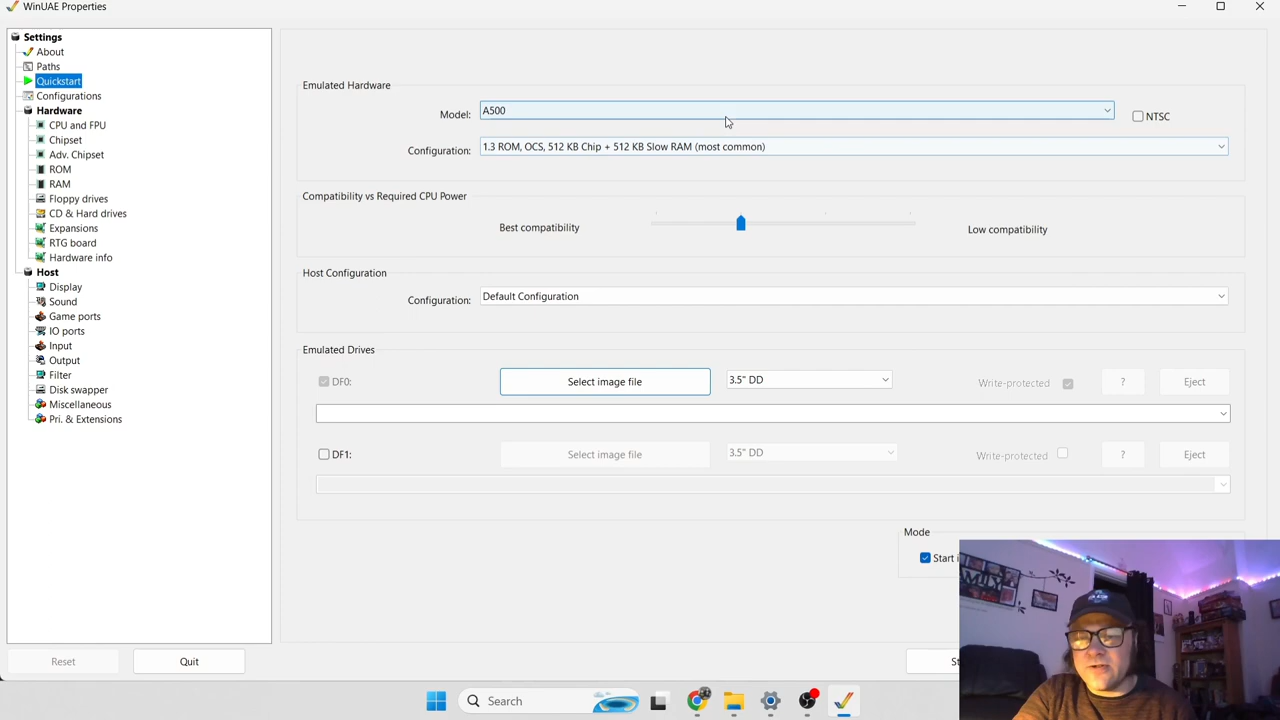 WinUAE Properties
Settings
About
Paths
Quickstart
Configurations
Hardware
CPU and FPU
Chipset
Adv. Chipset
ROM
RAM
Floppy drives
CD & Hard drives
Expansions
RTG board
Hardware info
Host
Display
Sound
Game ports
IO ports
Input
Output
Filter
Disk swapper
Miscellaneous
Pri. & Extensions
Reset
Quit
Emulated Hardware
Model: A500 NTSC
Configuration: 1.3 ROM, OCS, 512 KB Chip + 512 KB Slow RAM (most common)
Compatibility vs Required CPU Power
Best compatibility Low compatibility
Host Configuration
Configuration: Default Configuration
Emulated Drives
DF0: Select image file 3.5" DD Write-protected ? Eject
DF1: Select image file 3.5" DD Write-protected ? Eject
Mode
Start i
St
FAMILY
Search